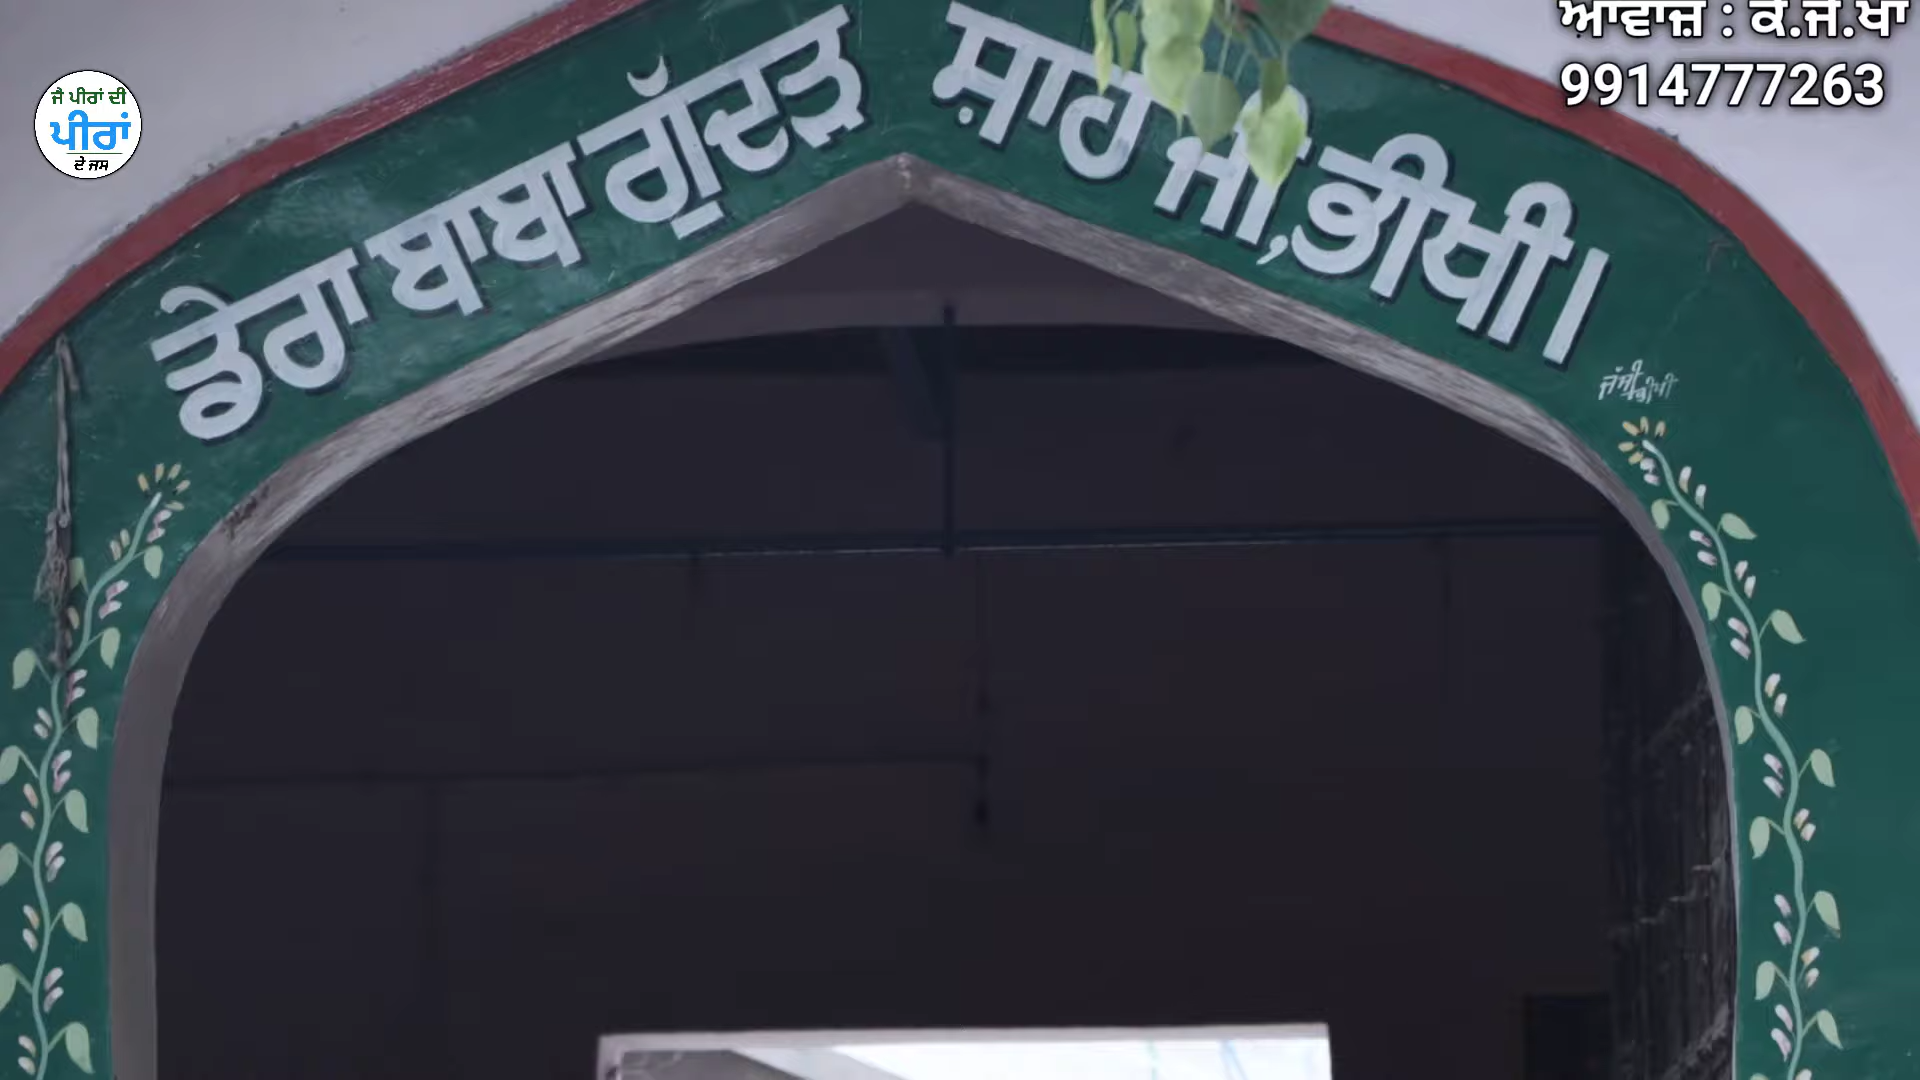 ਜੈ ਪੀਰਾਂ ਦੀ
ਪੀਰਾਂ
ਦੇ ਜਸ
ਆਵਾਜ਼ : ਕੇ.ਜੇ.ਖਾਂ
9914777263
ਡੇਰਾ ਬਾਬਾ ਗੁੱਦੜ ਸ਼ਾਹ ਜੀ,ਭੀਖੀ।
ਜੱਸੀ ਭੀਖੀ